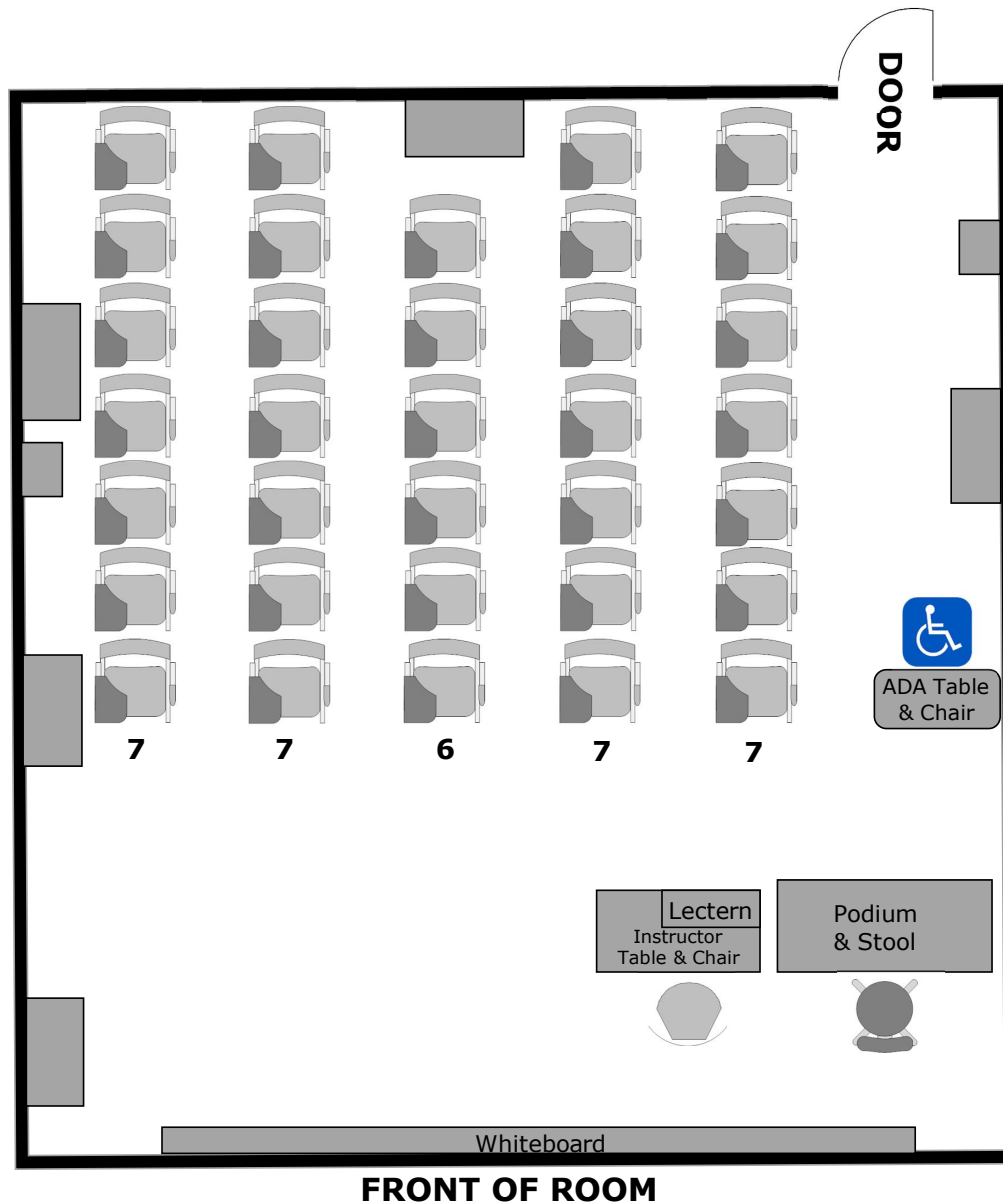 DOOR
ADA Table
& Chair
7 7 6 7 7
Lectern
Instructor
Table & Chair
Podium
& Stool
Whiteboard
FRONT OF ROOM